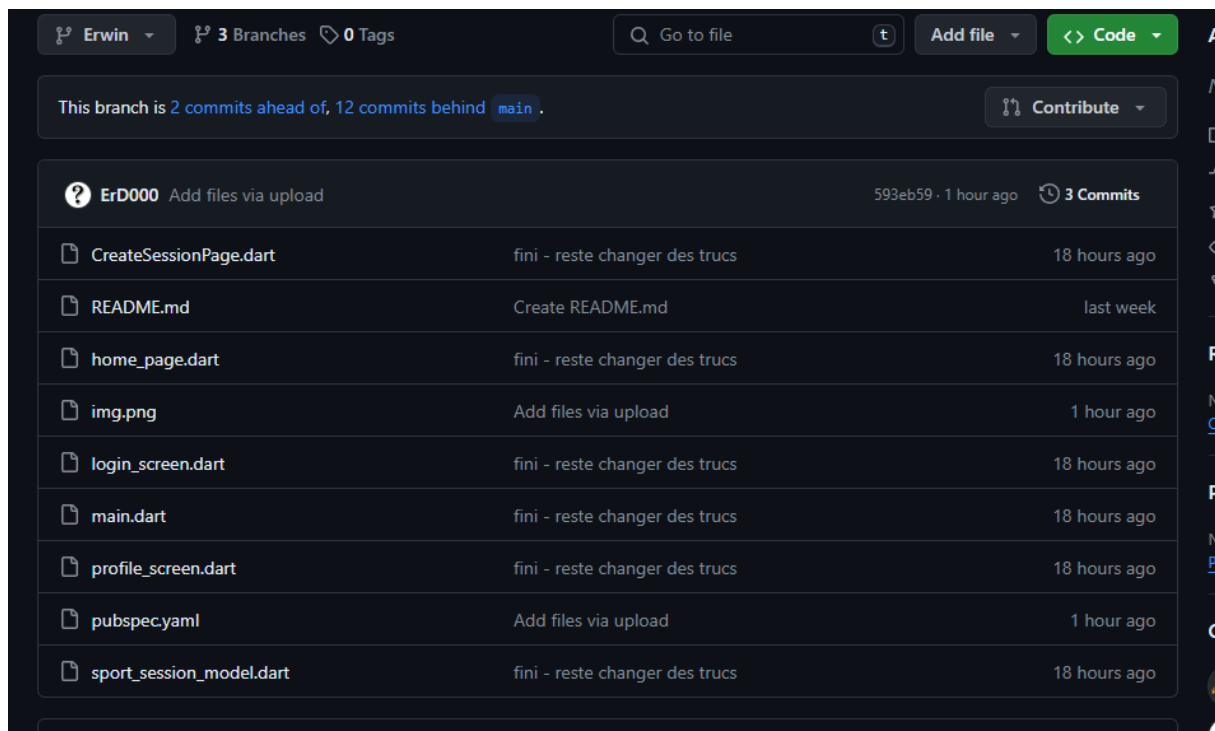 Erwin 3 Branches 0 Tags Go to file t Add file <> Code
This branch is 2 commits ahead of, 12 commits behind main .
Contribute
ErD000 Add files via upload 593eb59 · 1 hour ago 3 Commits
CreateSessionPage.dart fini - reste changer des trucs 18 hours ago
README.md Create README.md last week
home_page.dart fini - reste changer des trucs 18 hours ago
img.png Add files via upload 1 hour ago
login_screen.dart fini - reste changer des trucs 18 hours ago
main.dart fini - reste changer des trucs 18 hours ago
profile_screen.dart fini - reste changer des trucs 18 hours ago
pubspec.yaml Add files via upload 1 hour ago
sport_session_model.dart fini - reste changer des trucs 18 hours ago